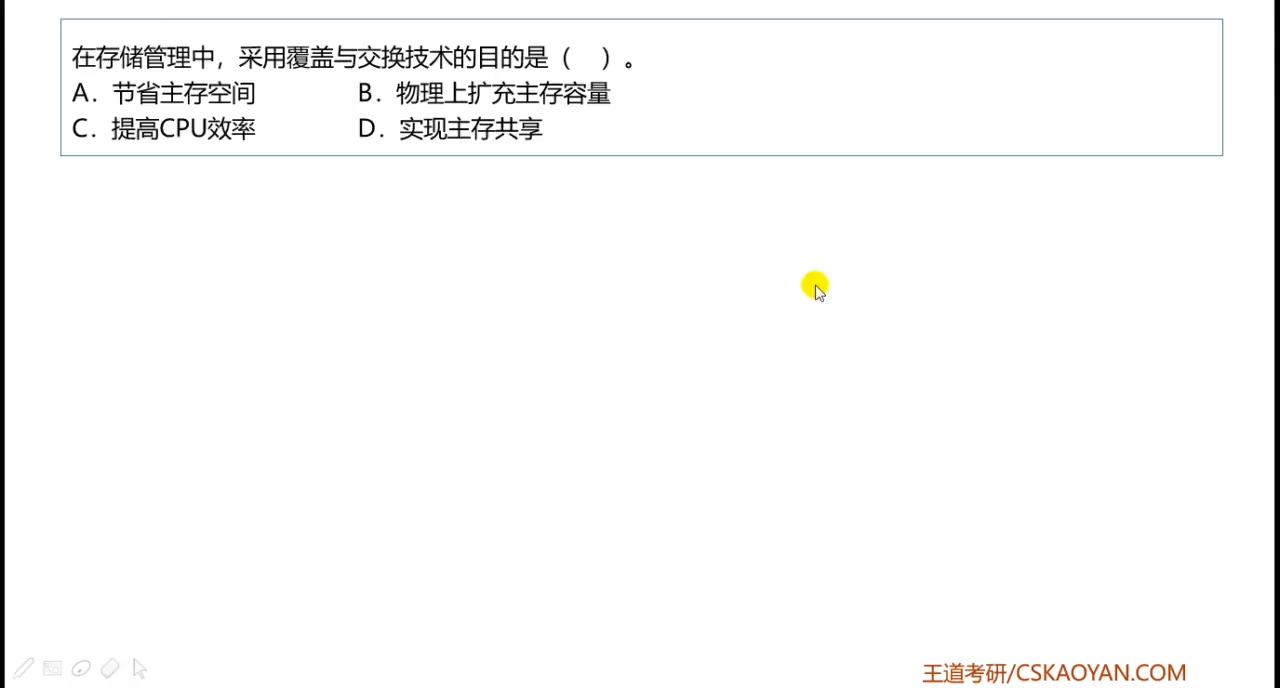 在存储管理中，采用覆盖与交换技术的目的是（　）。
A．节省主存空间　　　　B．物理上扩充主存容量
C．提高CPU效率　　　　D．实现主存共享
王道考研/CSKAOYAN.COM